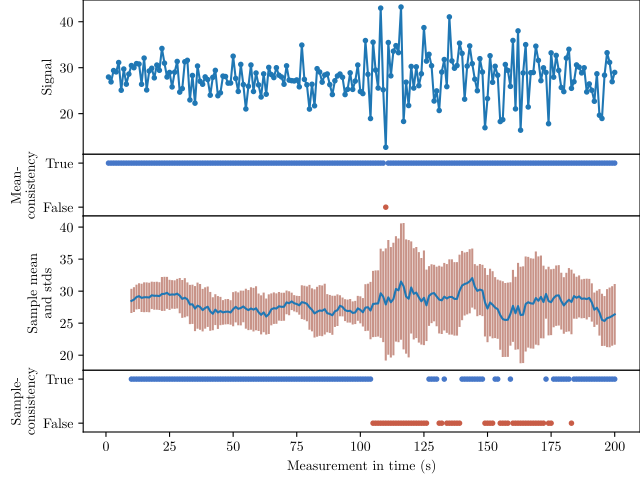 40
30
20
Signal
True
False
Mean-
consistency
40
35
30
25
20
Sample mean
and stds
True
False
Sample-
consistency
0 25 50 75 100 125 150 175 200
Measurement in time (s)